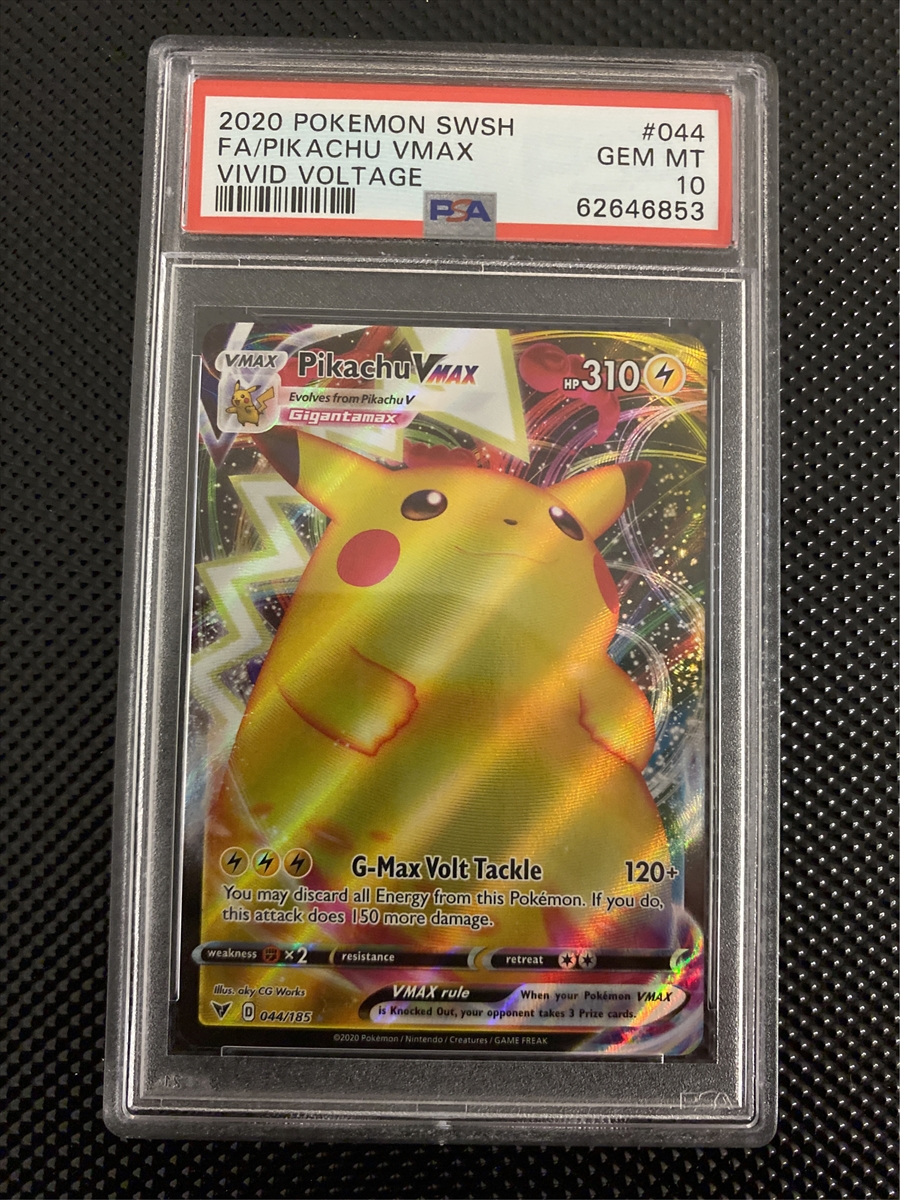 2020 POKEMON SWSH #044
FA/PIKACHU VMAX GEM MT
VIVID VOLTAGE 10
PSA 62646853
VMAX Pikachu VMAX HP 310
Evolves from Pikachu V
Gigantamax
G-Max Volt Tackle 120+
You may discard all Energy from this Pokémon. If you do,
this attack does 150 more damage.
weakness ×2 resistance retreat
Illus. aky CG Works
VMAX rule When your Pokémon VMAX
is Knocked Out, your opponent takes 3 Prize cards.
D 044/185
©2020 Pokémon / Nintendo / Creatures / GAME FREAK
PSA